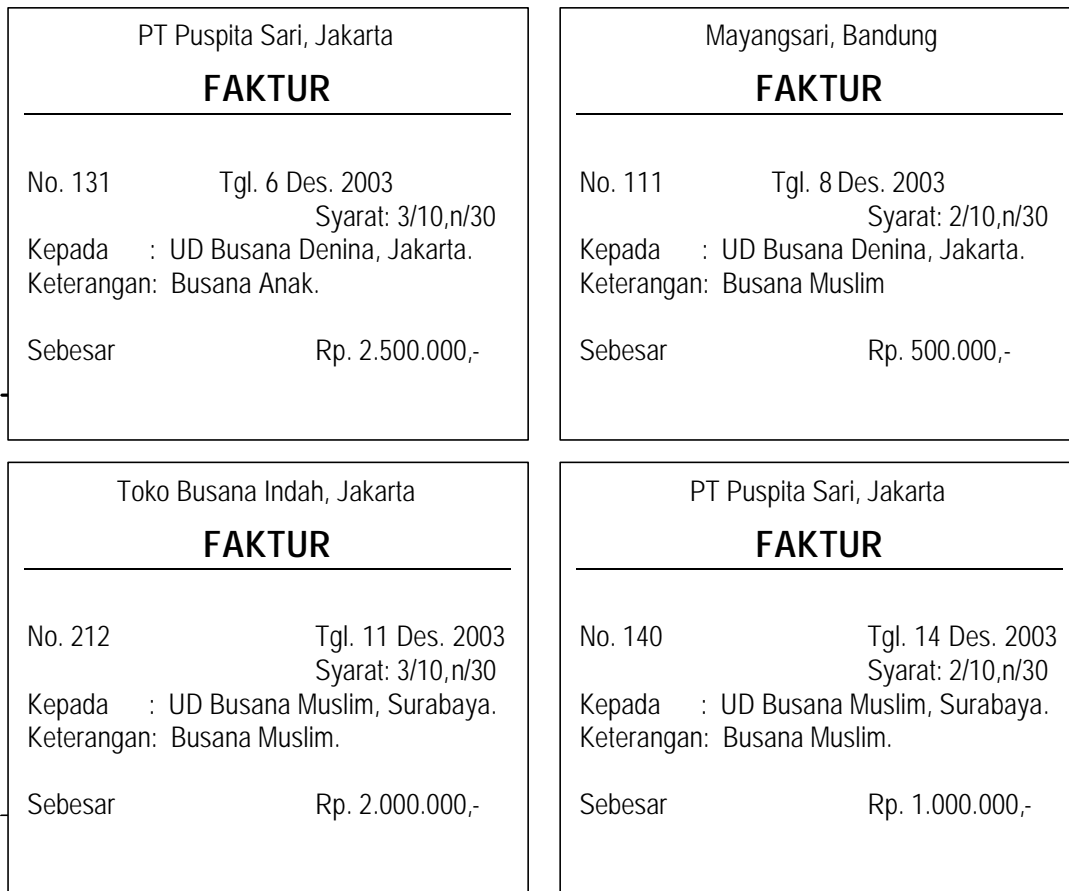 PT Puspita Sari, Jakarta
FAKTUR
No. 131 Tgl. 6 Des. 2003
Syarat: 3/10,n/30
Kepada : UD Busana Denina, Jakarta.
Keterangan: Busana Anak.
Sebesar Rp. 2.500.000,-
Mayangsari, Bandung
FAKTUR
No. 111 Tgl. 8 Des. 2003
Syarat: 2/10,n/30
Kepada : UD Busana Denina, Jakarta.
Keterangan: Busana Muslim
Sebesar Rp. 500.000,-
Toko Busana Indah, Jakarta
FAKTUR
No. 212 Tgl. 11 Des. 2003
Syarat: 3/10,n/30
Kepada : UD Busana Muslim, Surabaya.
Keterangan: Busana Muslim.
Sebesar Rp. 2.000.000,-
PT Puspita Sari, Jakarta
FAKTUR
No. 140 Tgl. 14 Des. 2003
Syarat: 2/10,n/30
Kepada : UD Busana Muslim, Surabaya.
Keterangan: Busana Muslim.
Sebesar Rp. 1.000.000,-